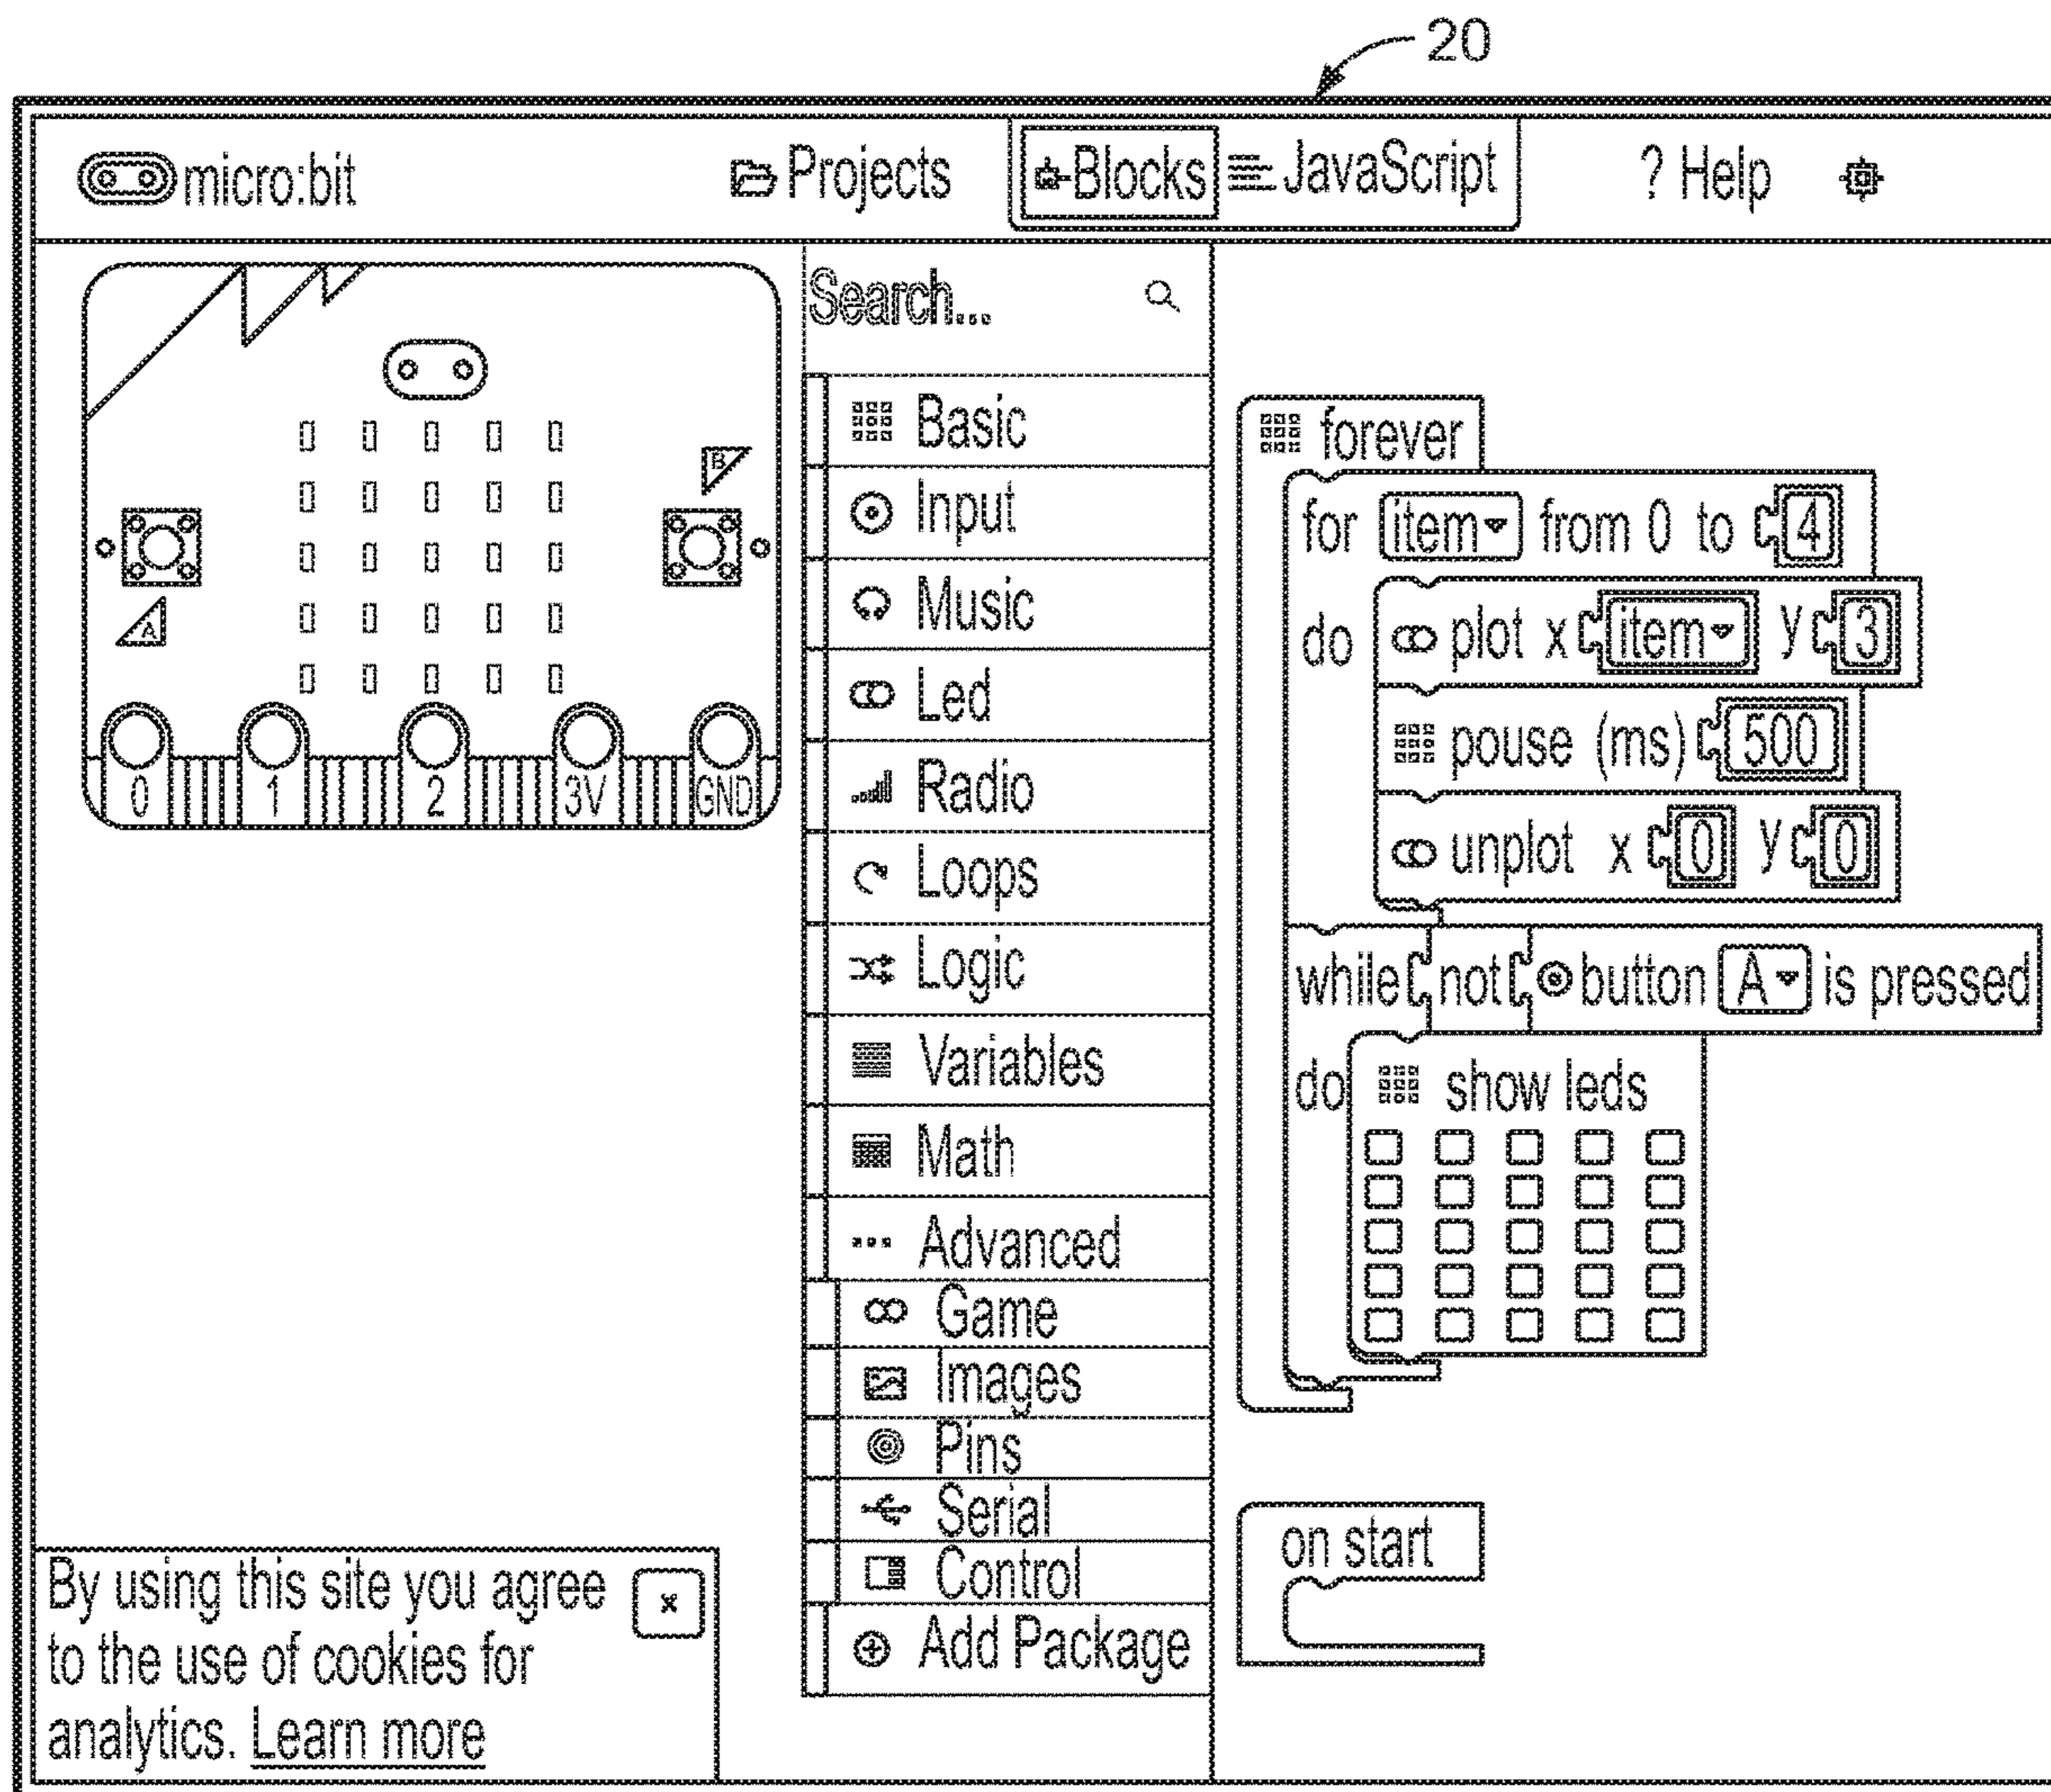 20
micro:bit
Projects
Blocks
JavaScript
? Help
B
A
0 1 2 3V GND
By using this site you agree
to the use of cookies for
analytics. Learn more
x
Search...
Basic
Input
Music
Led
Radio
Loops
Logic
Variables
Math
Advanced
Game
Images
Pins
Serial
Control
Add Package
forever
for item from 0 to 4
do plot x item y 3
pouse (ms) 500
unplot x 0 y 0
while not button A is pressed
do show leds
on start